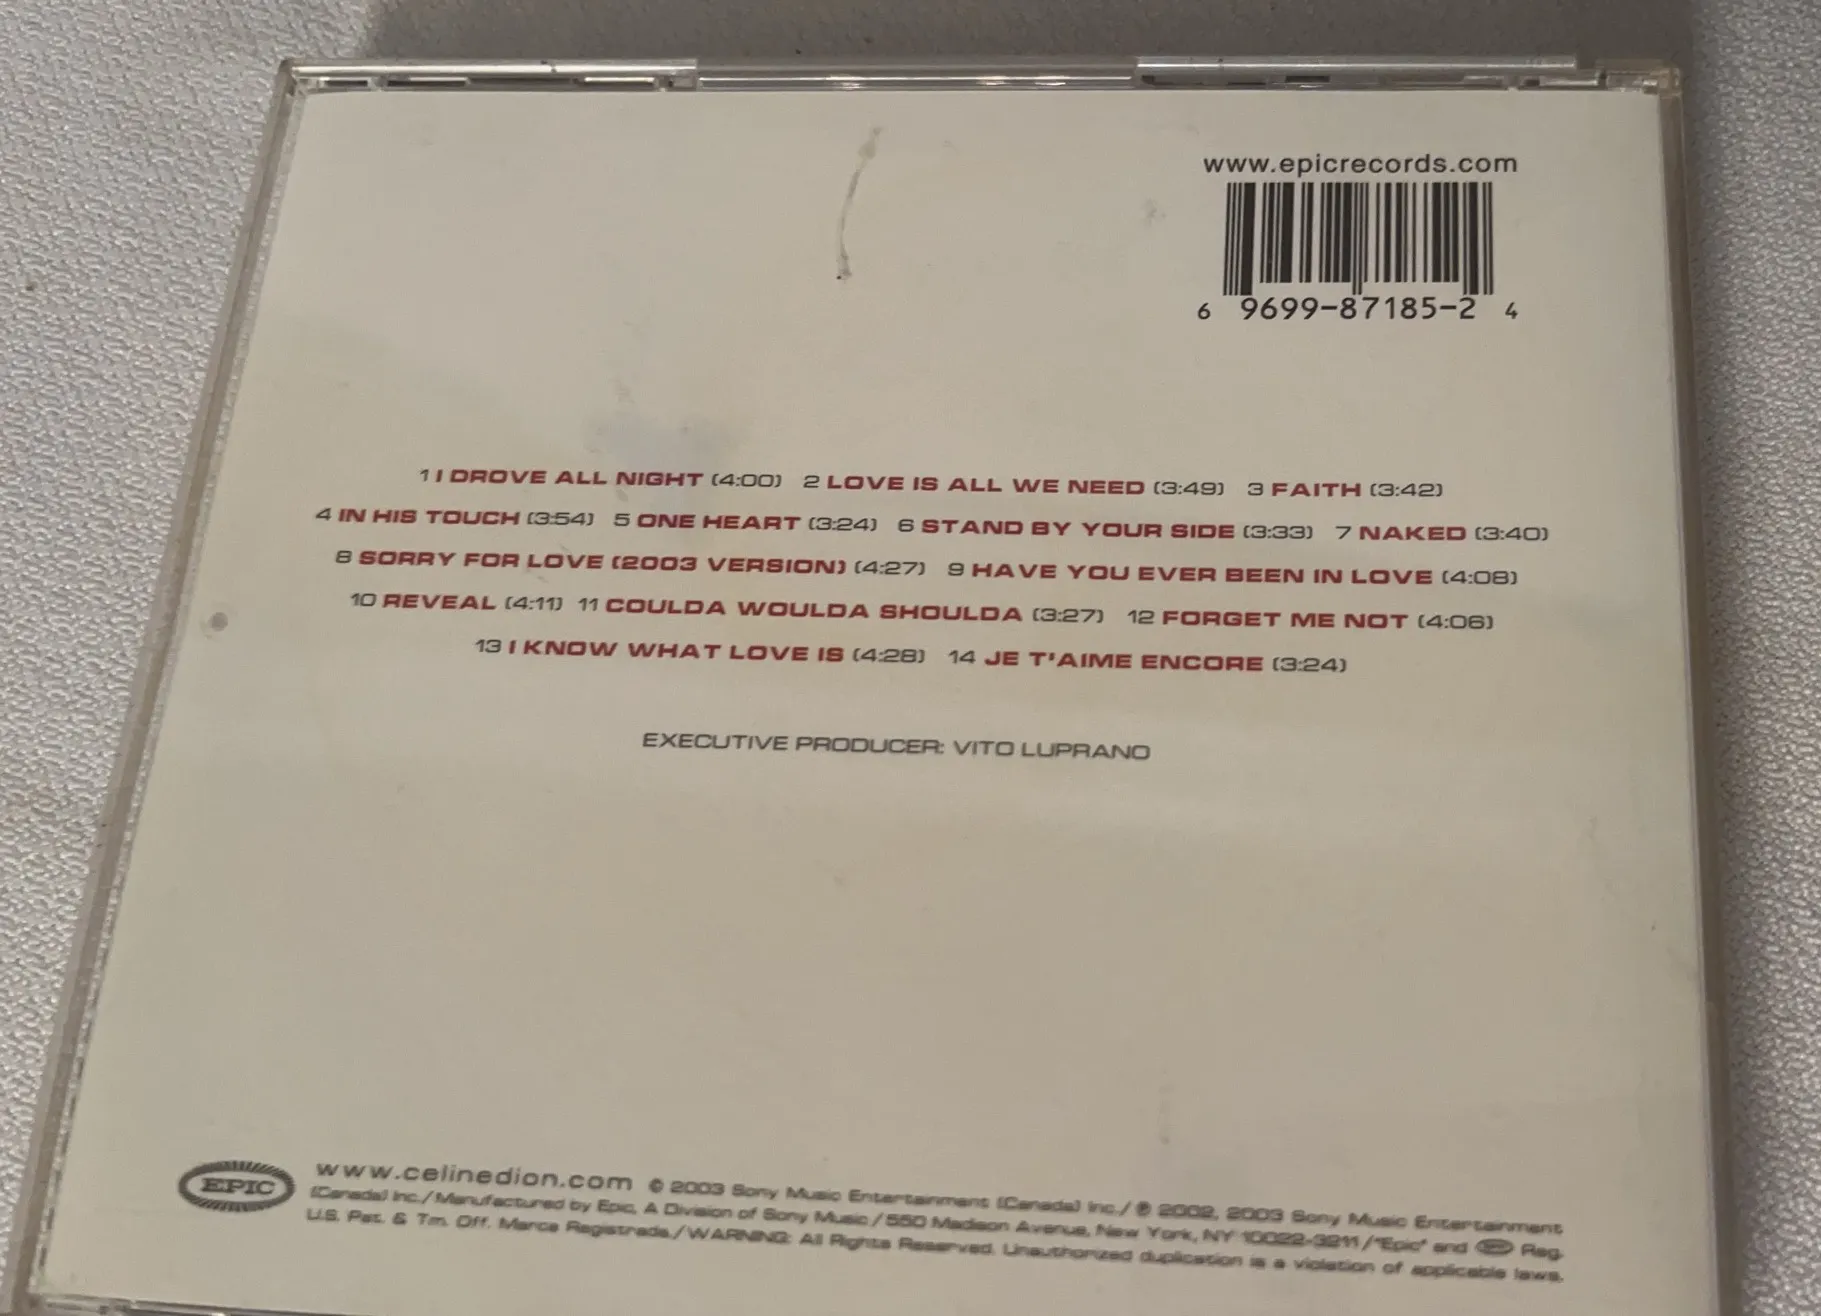 www.epicrecords.com
6 9699-87185-2 4
1 I DROVE ALL NIGHT (4:00) 2 LOVE IS ALL WE NEED (3:49) 3 FAITH (3:42)
4 IN HIS TOUCH (3:54) 5 ONE HEART (3:24) 6 STAND BY YOUR SIDE (3:33) 7 NAKED (3:40)
8 SORRY FOR LOVE (2003 VERSION) (4:27) 9 HAVE YOU EVER BEEN IN LOVE (4:08)
10 REVEAL (4:11) 11 COULDA WOULDA SHOULDA (3:27) 12 FORGET ME NOT (4:06)
13 I KNOW WHAT LOVE IS (4:28) 14 JE T'AIME ENCORE (3:24)
EXECUTIVE PRODUCER: VITO LUPRANO
EPIC
www.celinedion.com © 2003 Sony Music Entertainment (Canada) Inc./ ℗ 2002, 2003 Sony Music Entertainment
(Canada) Inc./Manufactured by Epic, A Division of Sony Music/550 Madison Avenue, New York, NY 10022-3211/"Epic" and Reg.
U.S. Pat. & Tm. Off. Marca Registrada./WARNING: All Rights Reserved. Unauthorized duplication is a violation of applicable laws.